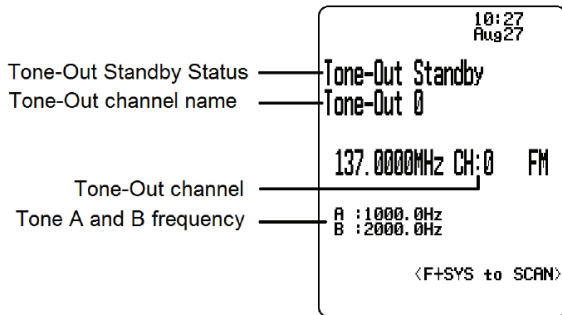 10:27
Aug27
Tone-Out Standby Status
Tone-Out Standby
Tone-Out channel name
Tone-Out 0
137.0000MHz CH:0 FM
Tone-Out channel
Tone A and B frequency
A :1000.0Hz
B :2000.0Hz
<F+SYS to SCAN>